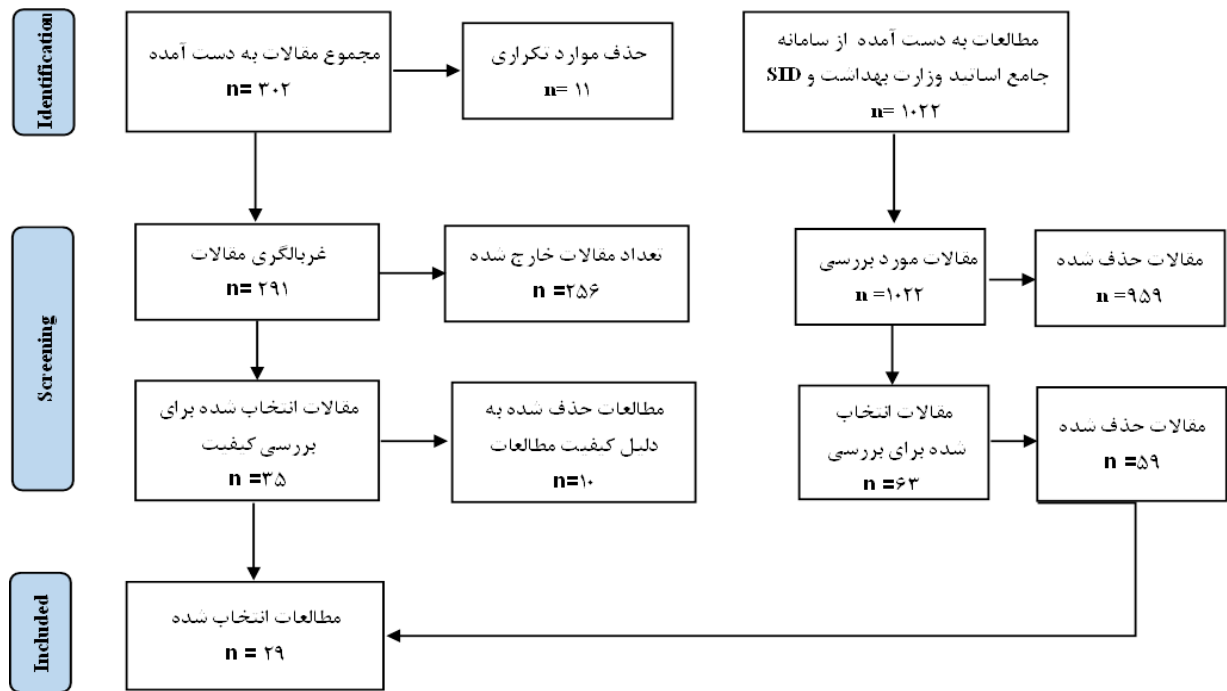 Identification
مجموع مقالات به دست آمده
n= ۳۰۲
حذف موارد تکراری
n= ۱۱
مطالعات به دست آمده از سامانه
جامع اساتید وزارت بهداشت و SID
n= ۱۰۲۲
Screening
غربالگری مقالات
n= ۲۹۱
تعداد مقالات خارج شده
n =۲۵۶
مقالات مورد بررسی
n =۱۰۲۲
مقالات حذف شده
n =۹۵۹
مقالات انتخاب شده برای
بررسی کیفیت
n =۳۵
مطالعات حذف شده به
دلیل کیفیت مطالعات
n=۱۰
مقالات انتخاب
شده برای بررسی
n =۶۳
مقالات حذف شده
n =۵۹
Included
مطالعات انتخاب شده
n = ۲۹